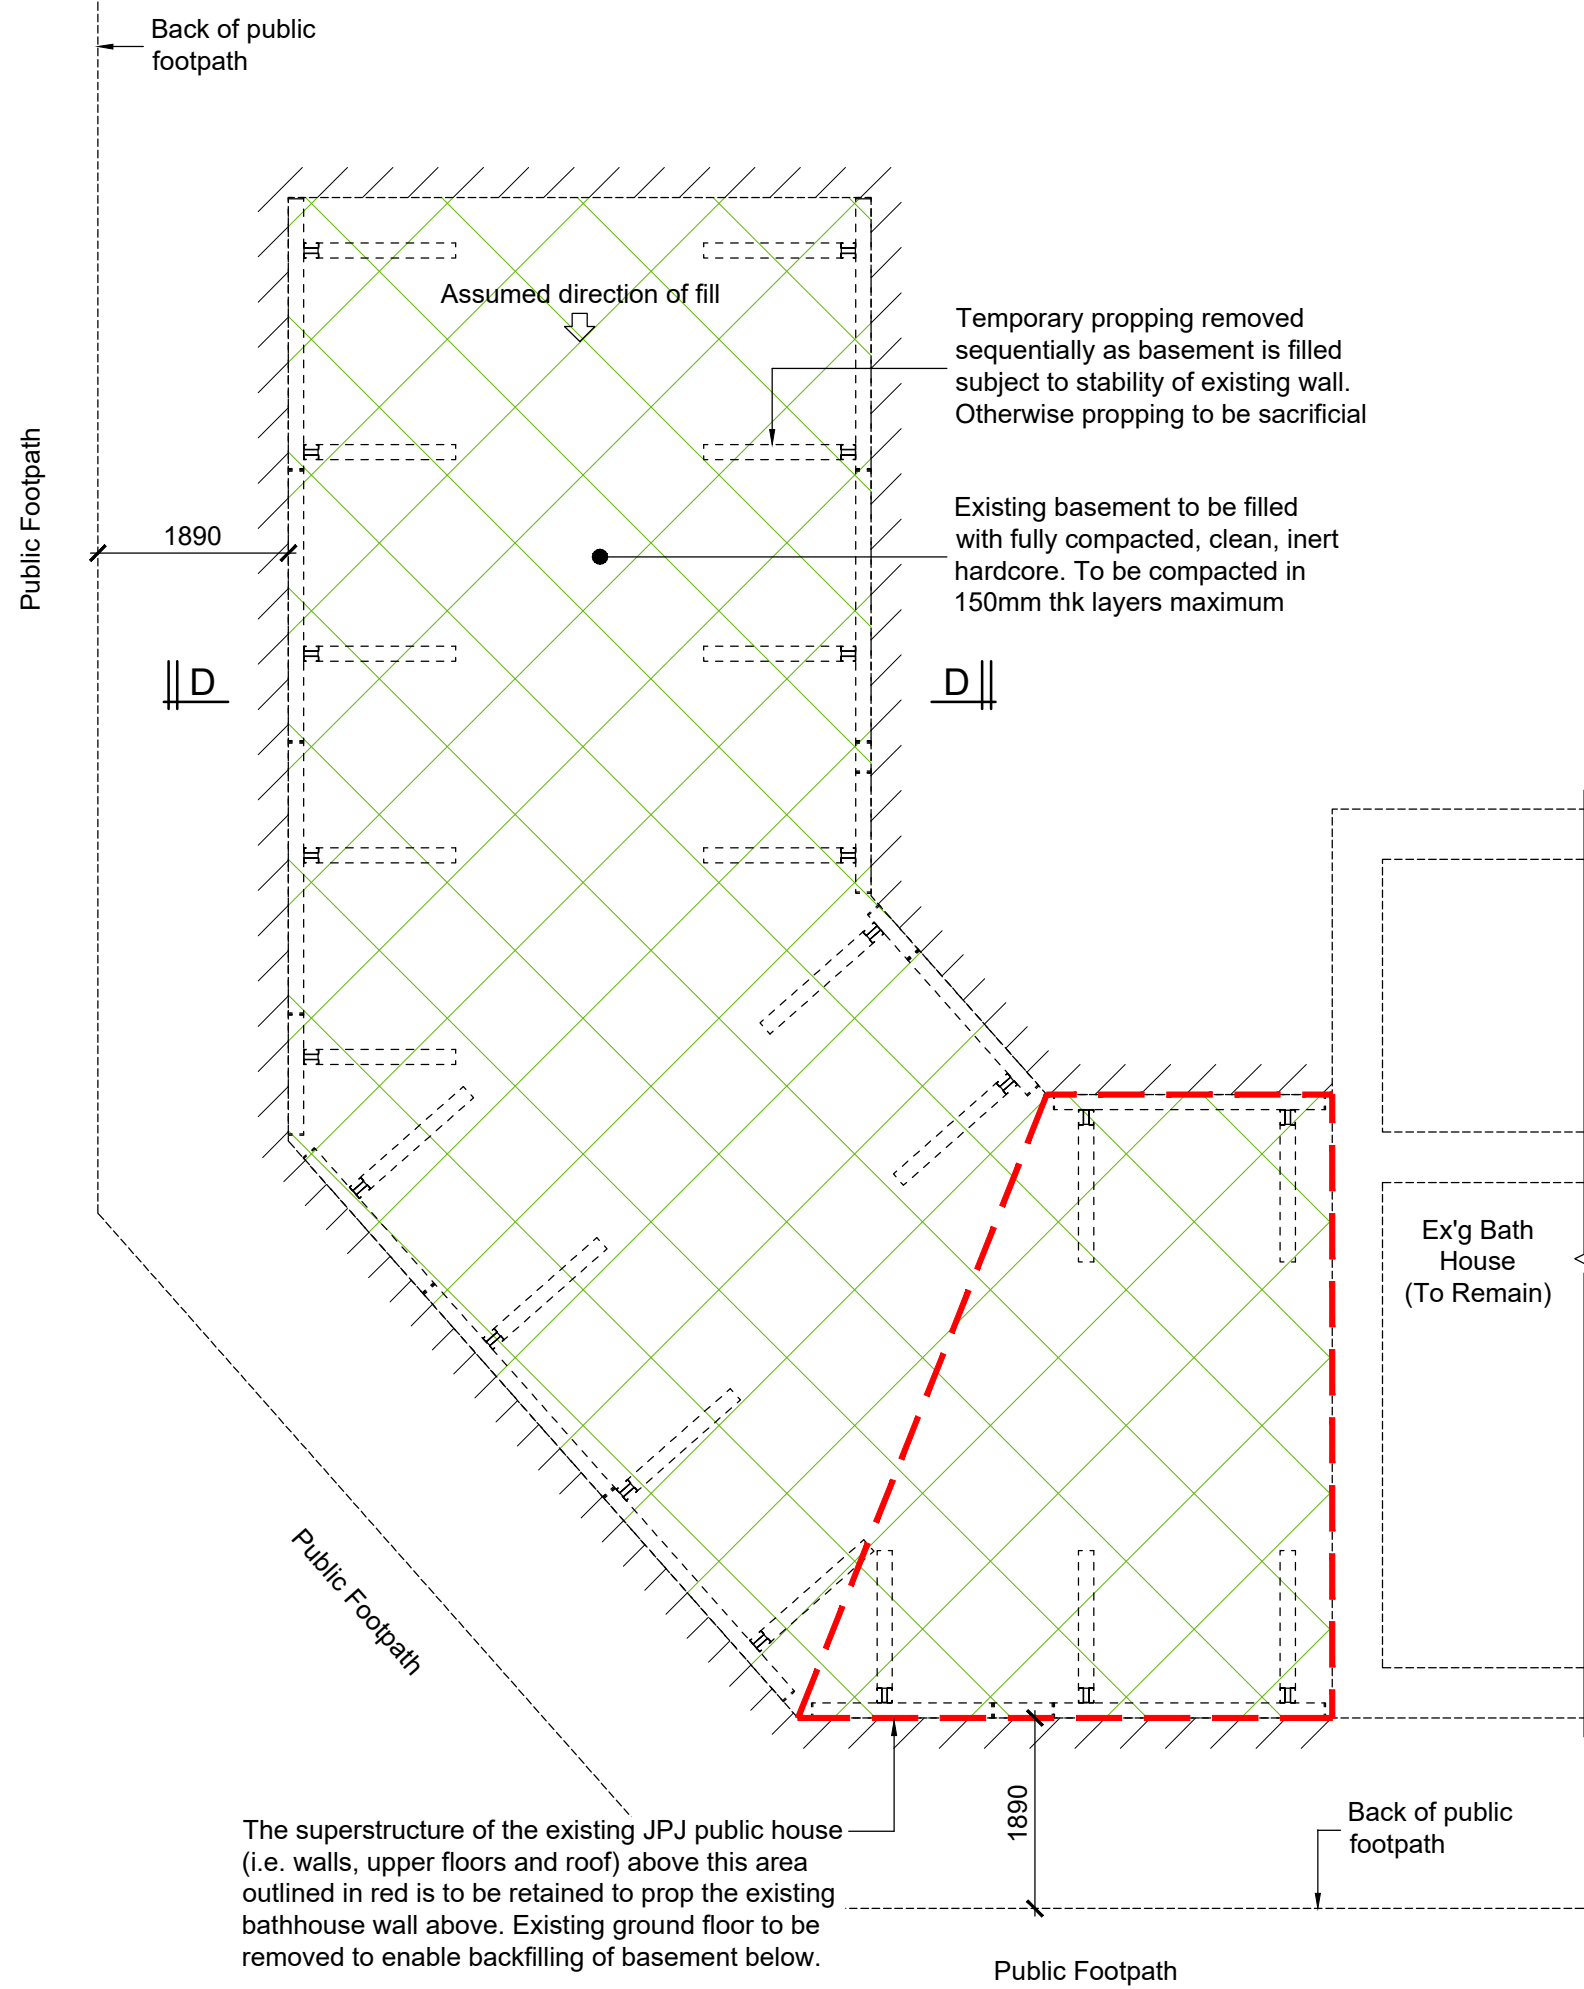 Back of public
footpath
Assumed direction of fill
Temporary propping removed
sequentially as basement is filled
subject to stability of existing wall.
Otherwise propping to be sacrificial
Public Footpath
1890
Existing basement to be filled
with fully compacted, clean, inert
hardcore. To be compacted in
150mm thk layers maximum
D
D
Ex'g Bath
House
(To Remain)
Public Footpath
The superstructure of the existing JPJ public house
(i.e. walls, upper floors and roof) above this area
outlined in red is to be retained to prop the existing
bathhouse wall above. Existing ground floor to be
removed to enable backfilling of basement below.
1890
Back of public
footpath
Public Footpath